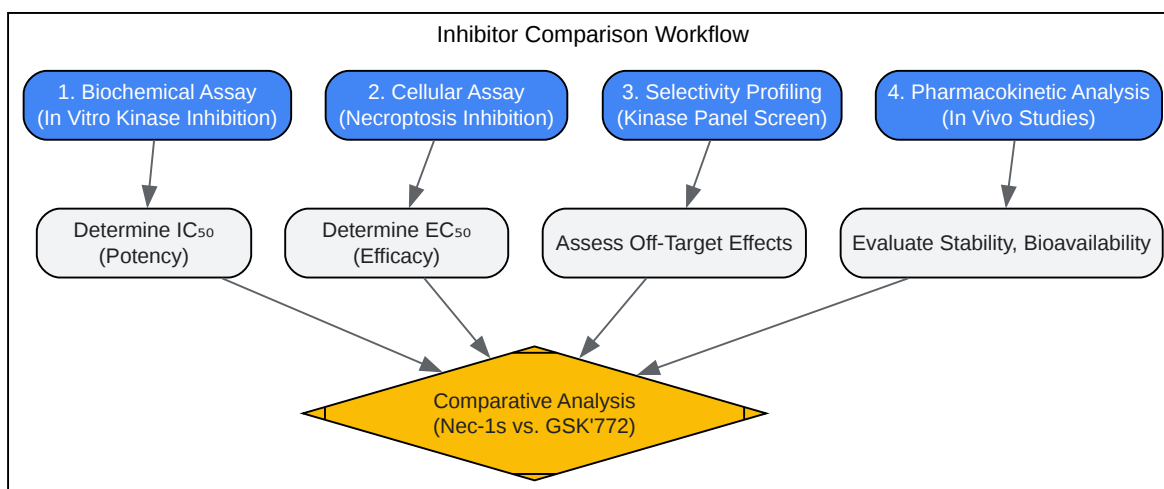 Inhibitor Comparison Workflow
1. Biochemical Assay
(In Vitro Kinase Inhibition)
2. Cellular Assay
(Necroptosis Inhibition)
3. Selectivity Profiling
(Kinase Panel Screen)
4. Pharmacokinetic Analysis
(In Vivo Studies)
Determine IC₅₀
(Potency)
Determine EC₅₀
(Efficacy)
Assess Off-Target Effects
Evaluate Stability, Bioavailability
Comparative Analysis
(Nec-1s vs. GSK'772)